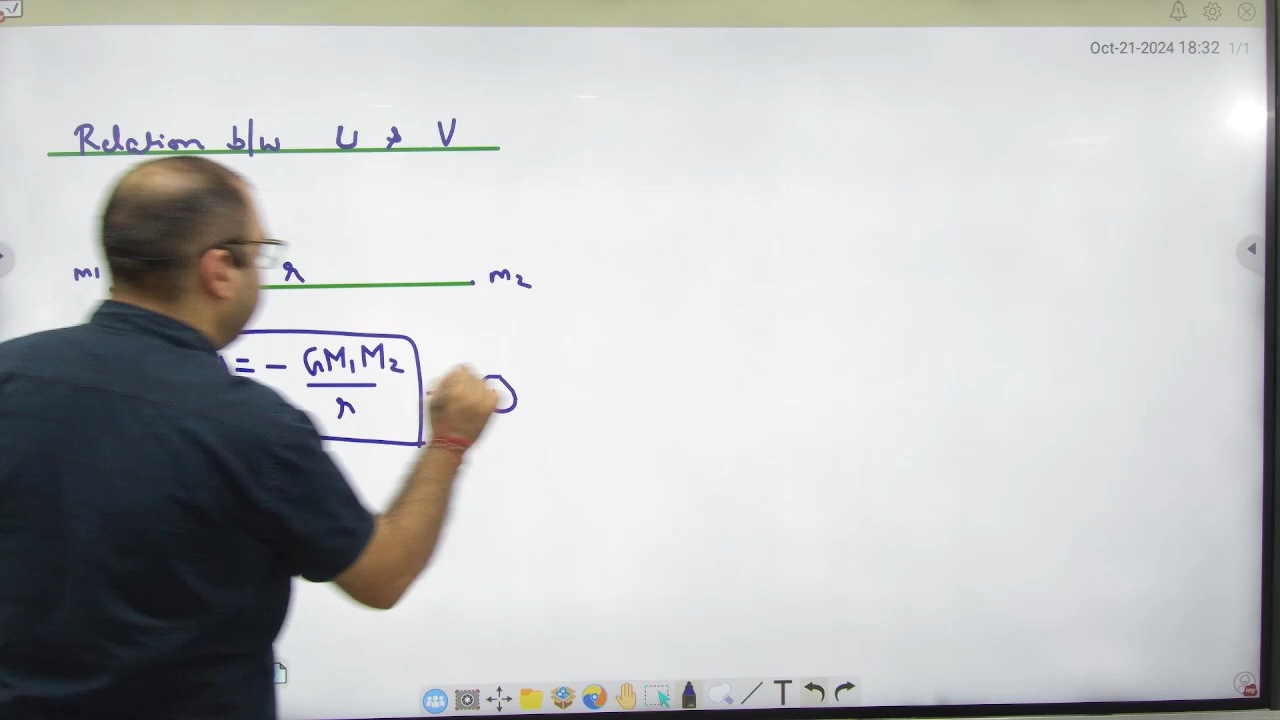 Oct-21-2024 18:32 1/1
Relation b/w U & V
m1 r m2
= - GM1M2
r
T